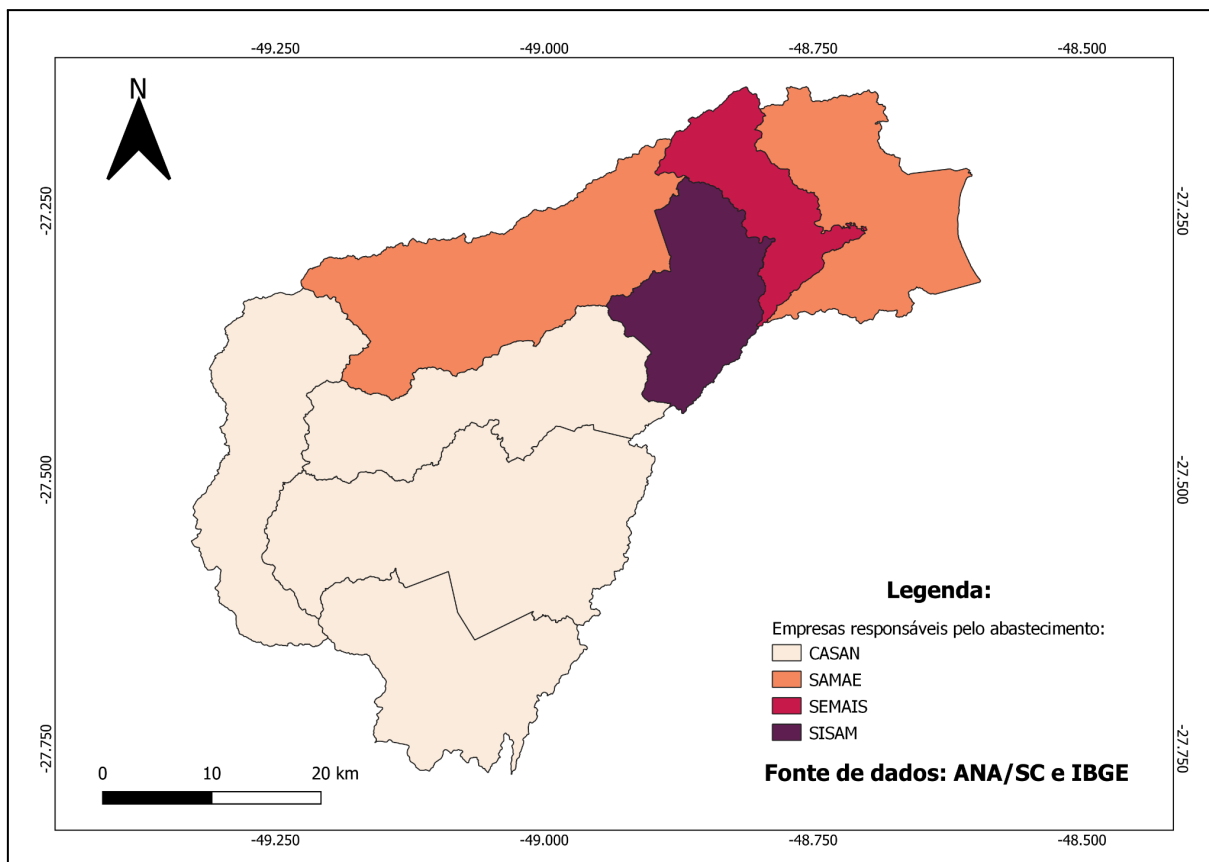 -49.250 -49.000 -48.750 -48.500
N
-27.250 -27.250
-27.500 -27.500
Legenda:
Empresas responsáveis pelo abastecimento:
CASAN
SAMAE
SEMAIS
SISAM
-27.750 -27.750
Fonte de dados: ANA/SC e IBGE
0 10 20 km
-49.250 -49.000 -48.750 -48.500